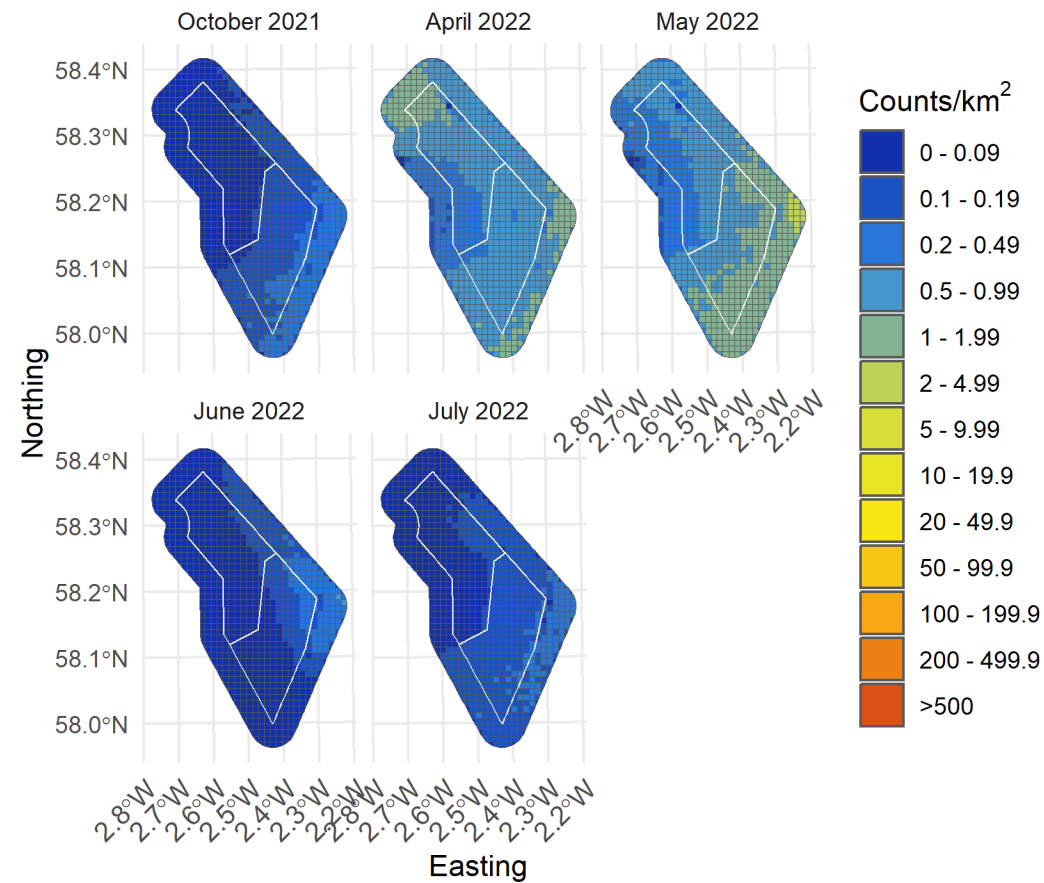 October 2021
April 2022
May 2022
58.4°N
58.3°N
58.2°N
58.1°N
58.0°N
2.8°W
2.7°W
2.6°W
2.5°W
2.4°W
2.3°W
2.2°W
June 2022
July 2022
58.4°N
58.3°N
58.2°N
58.1°N
58.0°N
2.8°W
2.7°W
2.6°W
2.5°W
2.4°W
2.3°W
2.2°W
2.8°W
2.7°W
2.6°W
2.5°W
2.4°W
2.3°W
2.2°W
Northing
Easting
Counts/km²
0 - 0.09
0.1 - 0.19
0.2 - 0.49
0.5 - 0.99
1 - 1.99
2 - 4.99
5 - 9.99
10 - 19.9
20 - 49.9
50 - 99.9
100 - 199.9
200 - 499.9
>500